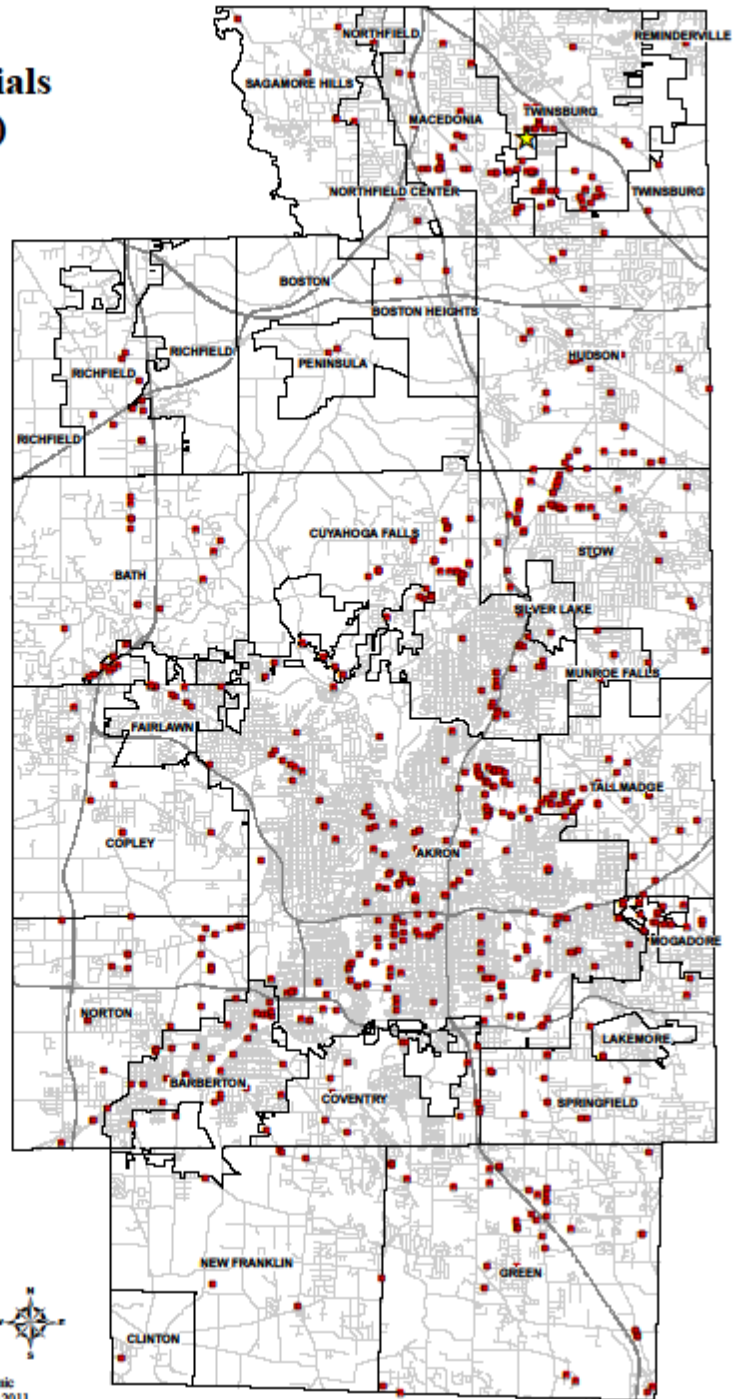 ials
)
NORTHFIELD
REMINDERVILLE
SAGAMORE HILLS
MACEDONIA
TWINSBURG
NORTHFIELD CENTER
TWINSBURG
BOSTON
BOSTON HEIGHTS
RICHFIELD
HUDSON
PENINSULA
RICHFIELD
RICHFIELD
CUYAHOGA FALLS
STOW
BATH
SILVER LAKE
MUNROE FALLS
FAIRLAWN
TALLMADGE
COPLEY
AKRON
MOGADORE
NORTON
LAKEMORE
BARBERTON
COVENTRY
SPRINGFIELD
NEW FRANKLIN
GREEN
N
E
S
CLINTON
nic
2011